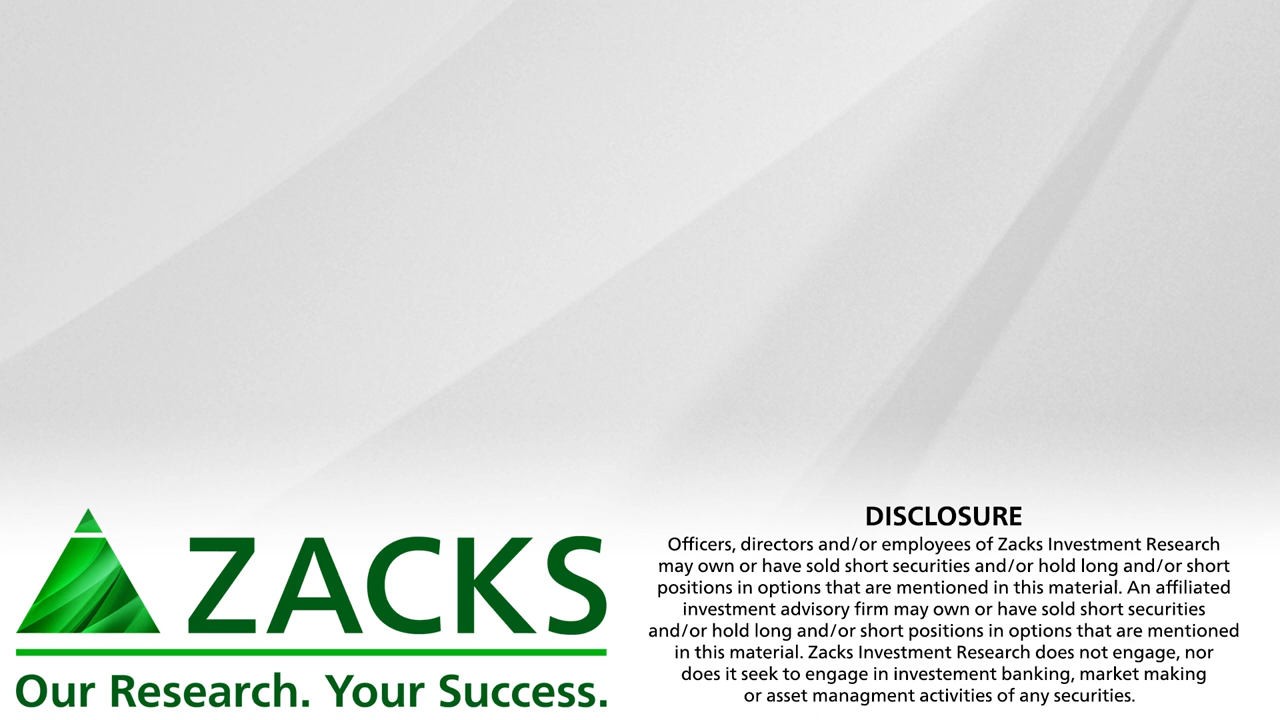 ZACKS
Our Research. Your Success.
DISCLOSURE
Officers, directors and/or employees of Zacks Investment Research
may own or have sold short securities and/or hold long and/or short
positions in options that are mentioned in this material. An affiliated
investment advisory firm may own or have sold short securities
and/or hold long and/or short positions in options that are mentioned
in this material. Zacks Investment Research does not engage, nor
does it seek to engage in investement banking, market making
or asset managment activities of any securities.